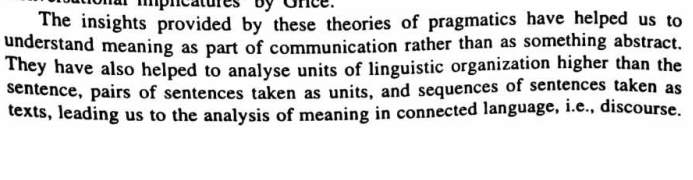 by Grice.
The insights provided by these theories of pragmatics have helped us to
understand meaning as part of communication rather than as something abstract.
They have also helped to analyse units of linguistic organization higher than the
sentence, pairs of sentences taken as units, and sequences of sentences taken as
texts, leading us to the analysis of meaning in connected language, i.e., discourse.